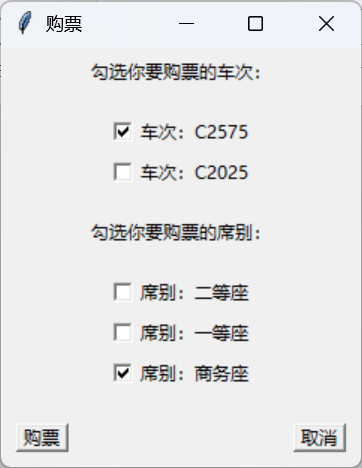 购票
勾选你要购票的车次：
车次：C2575
车次：C2025
勾选你要购票的席别：
席别：二等座
席别：一等座
席别：商务座
购票 取消